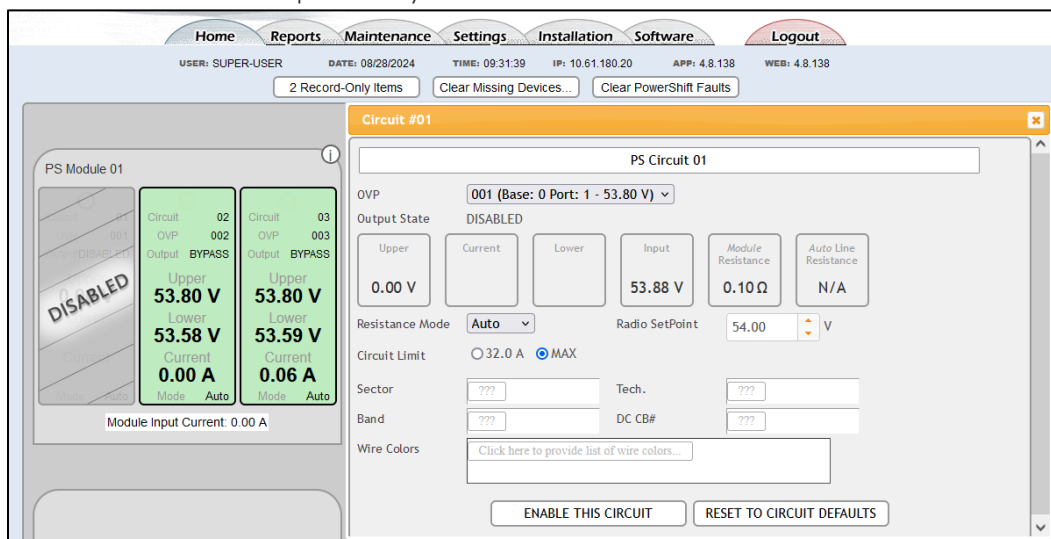 Home Reports Maintenance Settings Installation Software Logout
USER: SUPER-USER DATE: 08/28/2024 TIME: 09:31:39 IP: 10.61.180.20 APP: 4.8.138 WEB: 4.8.138
2 Record-Only Items Clear Missing Devices... Clear PowerShift Faults
Circuit #01
PS Module 01
DISABLED
Circuit 02
OVP 002
Output BYPASS
Upper
53.80 V
Lower
53.58 V
Current
0.00 A
Mode Auto
Circuit 03
OVP 003
Output BYPASS
Upper
53.80 V
Lower
53.59 V
Current
0.06 A
Mode Auto
Module Input Current: 0.00 A
PS Circuit 01
OVP 001 (Base: 0 Port: 1 - 53.80 V)
Output State DISABLED
Upper Current Lower Input Module Resistance Auto Line Resistance
0.00 V 53.88 V 0.10 Ω N/A
Resistance Mode Auto Radio SetPoint 54.00 V
Circuit Limit 32.0 A MAX
Sector ??? Tech. ???
Band ??? DC CB# ???
Wire Colors Click here to provide list of wire colors...
ENABLE THIS CIRCUIT RESET TO CIRCUIT DEFAULTS